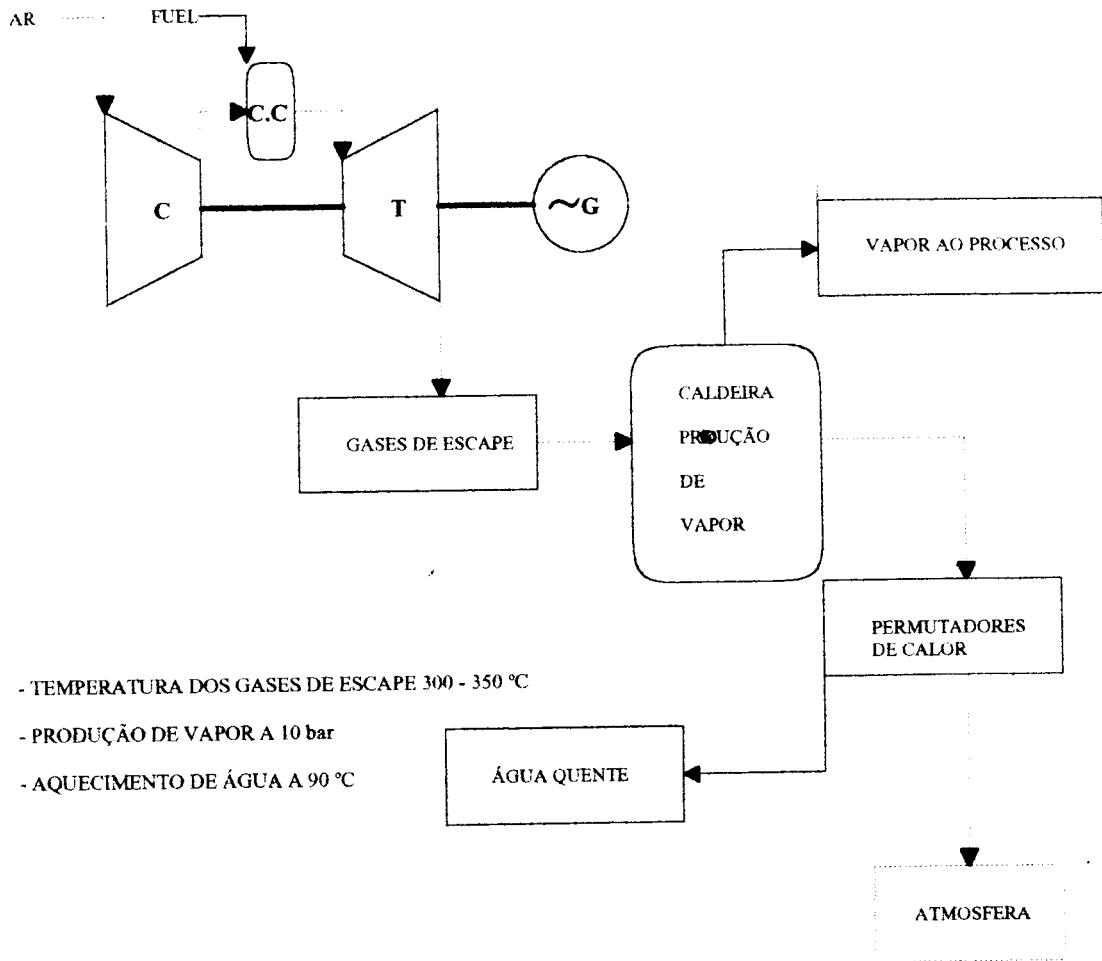 AR
FUEL
C.C
C
T
~G
VAPOR AO PROCESSO
CALDEIRA
PRODUÇÃO
DE
VAPOR
GASES DE ESCAPE
PERMUTADORES
DE CALOR
- TEMPERATURA DOS GASES DE ESCAPE 300 - 350 ºC
- PRODUÇÃO DE VAPOR A 10 bar
- AQUECIMENTO DE ÁGUA A 90 ºC
ÁGUA QUENTE
ATMOSFERA